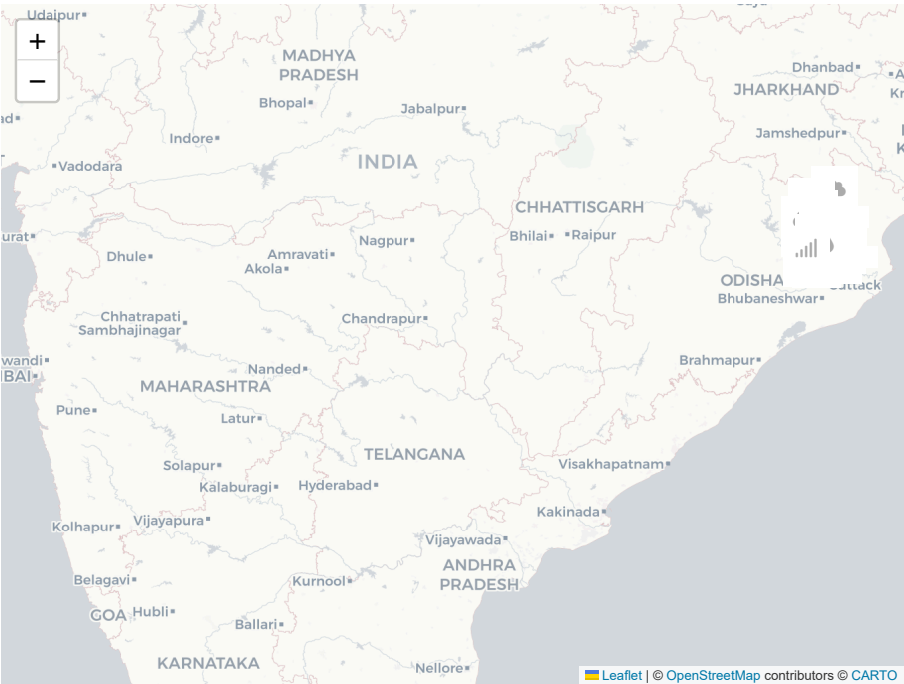 Udaipur
+
−
MADHYA
PRADESH
Bhopal
Jabalpur
Dhanbad
JHARKHAND
Jamshedpur
Indore
INDIA
Vadodara
CHHATTISGARH
Bhilai
Raipur
Nagpur
Amravati
Dhule
Akola
ODISHA
Cuttack
Bhubaneshwar
Chhatrapati
Sambhajinagar
Chandrapur
Brahmapur
Nanded
MAHARASHTRA
Pune
Latur
TELANGANA
Solapur
Visakhapatnam
Kalaburagi
Hyderabad
Kakinada
Kolhapur
Vijayapura
Vijayawada
ANDHRA
PRADESH
Belagavi
Kurnool
GOA
Hubli
Ballari
KARNATAKA
Nellore
Leaflet | © OpenStreetMap contributors © CARTO